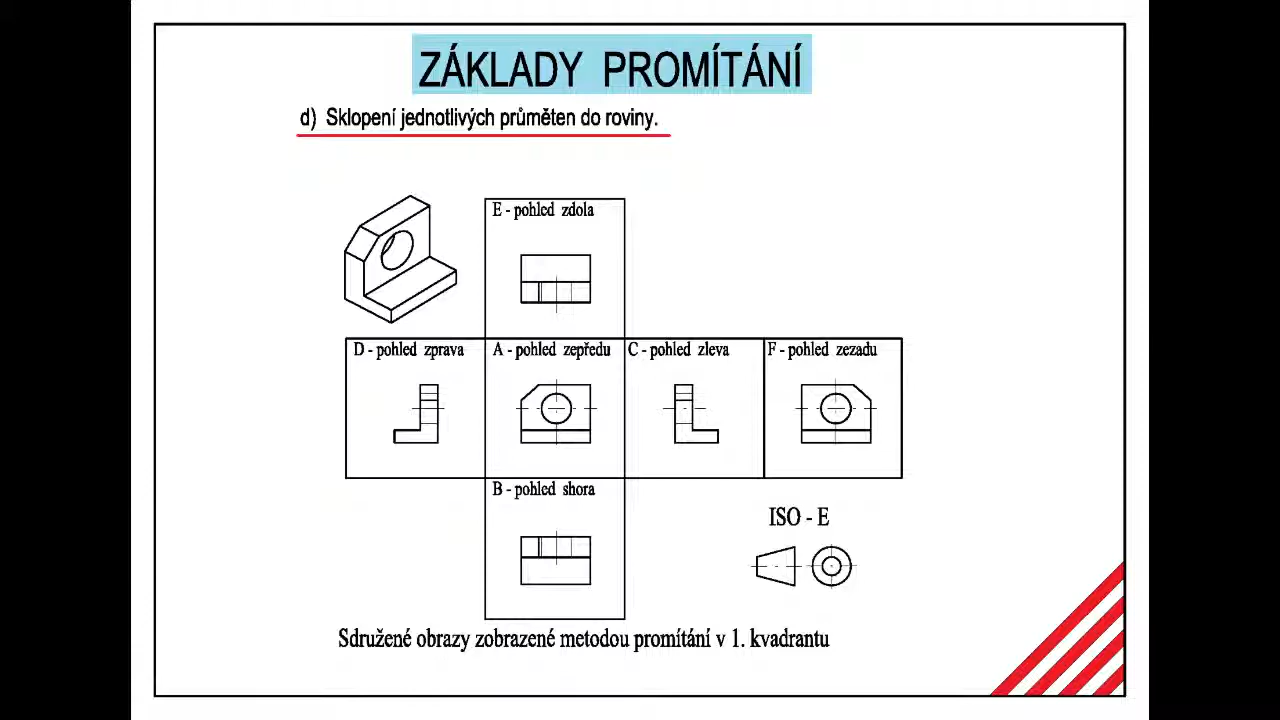 ZÁKLADY PROMÍTÁNÍ
d) Sklopení jednotlivých průměten do roviny.
E - pohled zdola
D - pohled zprava
A - pohled zepředu
C - pohled zleva
F - pohled zezadu
B - pohled shora
ISO - E
Sdružené obrazy zobrazené metodou promítání v 1. kvadrantu